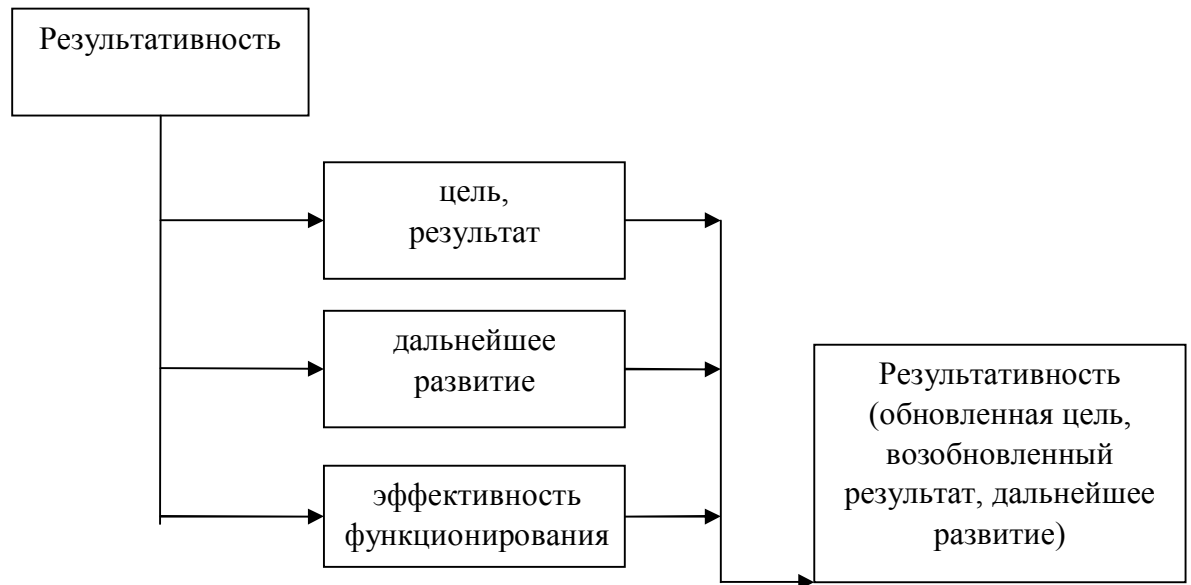 Результативность
цель,
результат
дальнейшее
развитие
эффективность
функционирования
Результативность
(обновленная цель,
возобновленный
результат, дальнейшее
развитие)